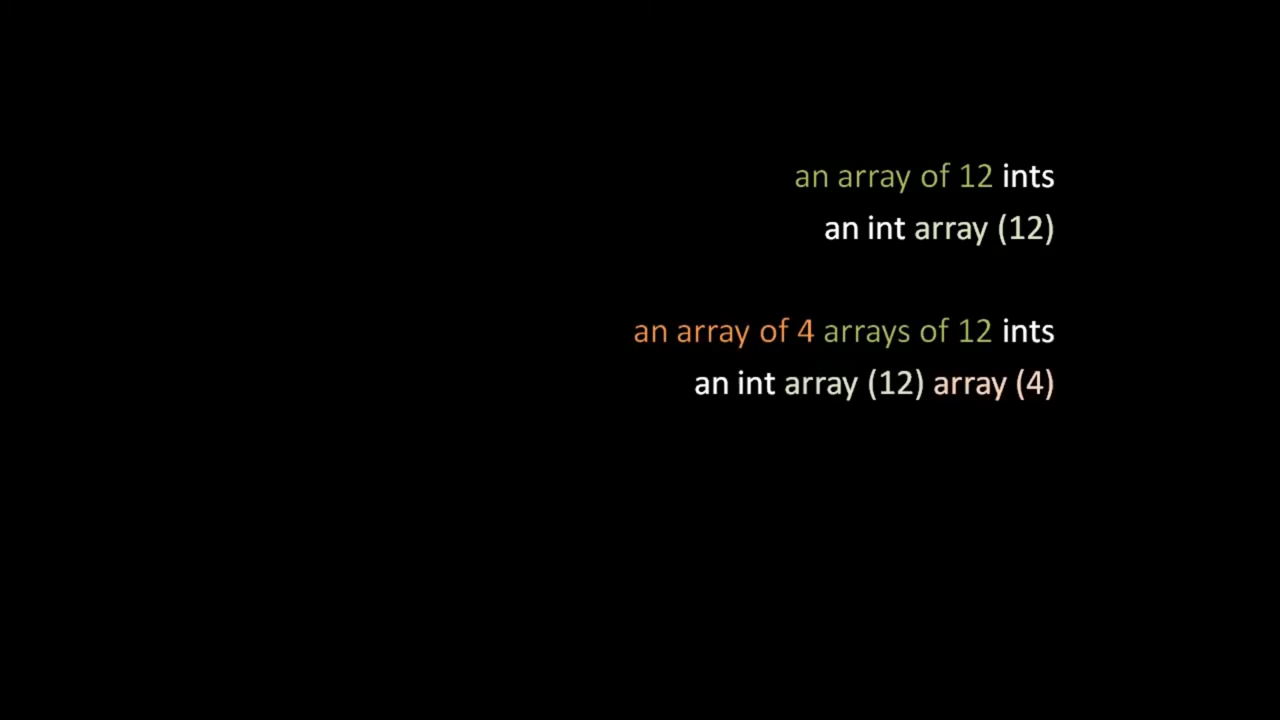 an array of 12 ints
an int array (12)
an array of 4 arrays of 12 ints
an int array (12) array (4)